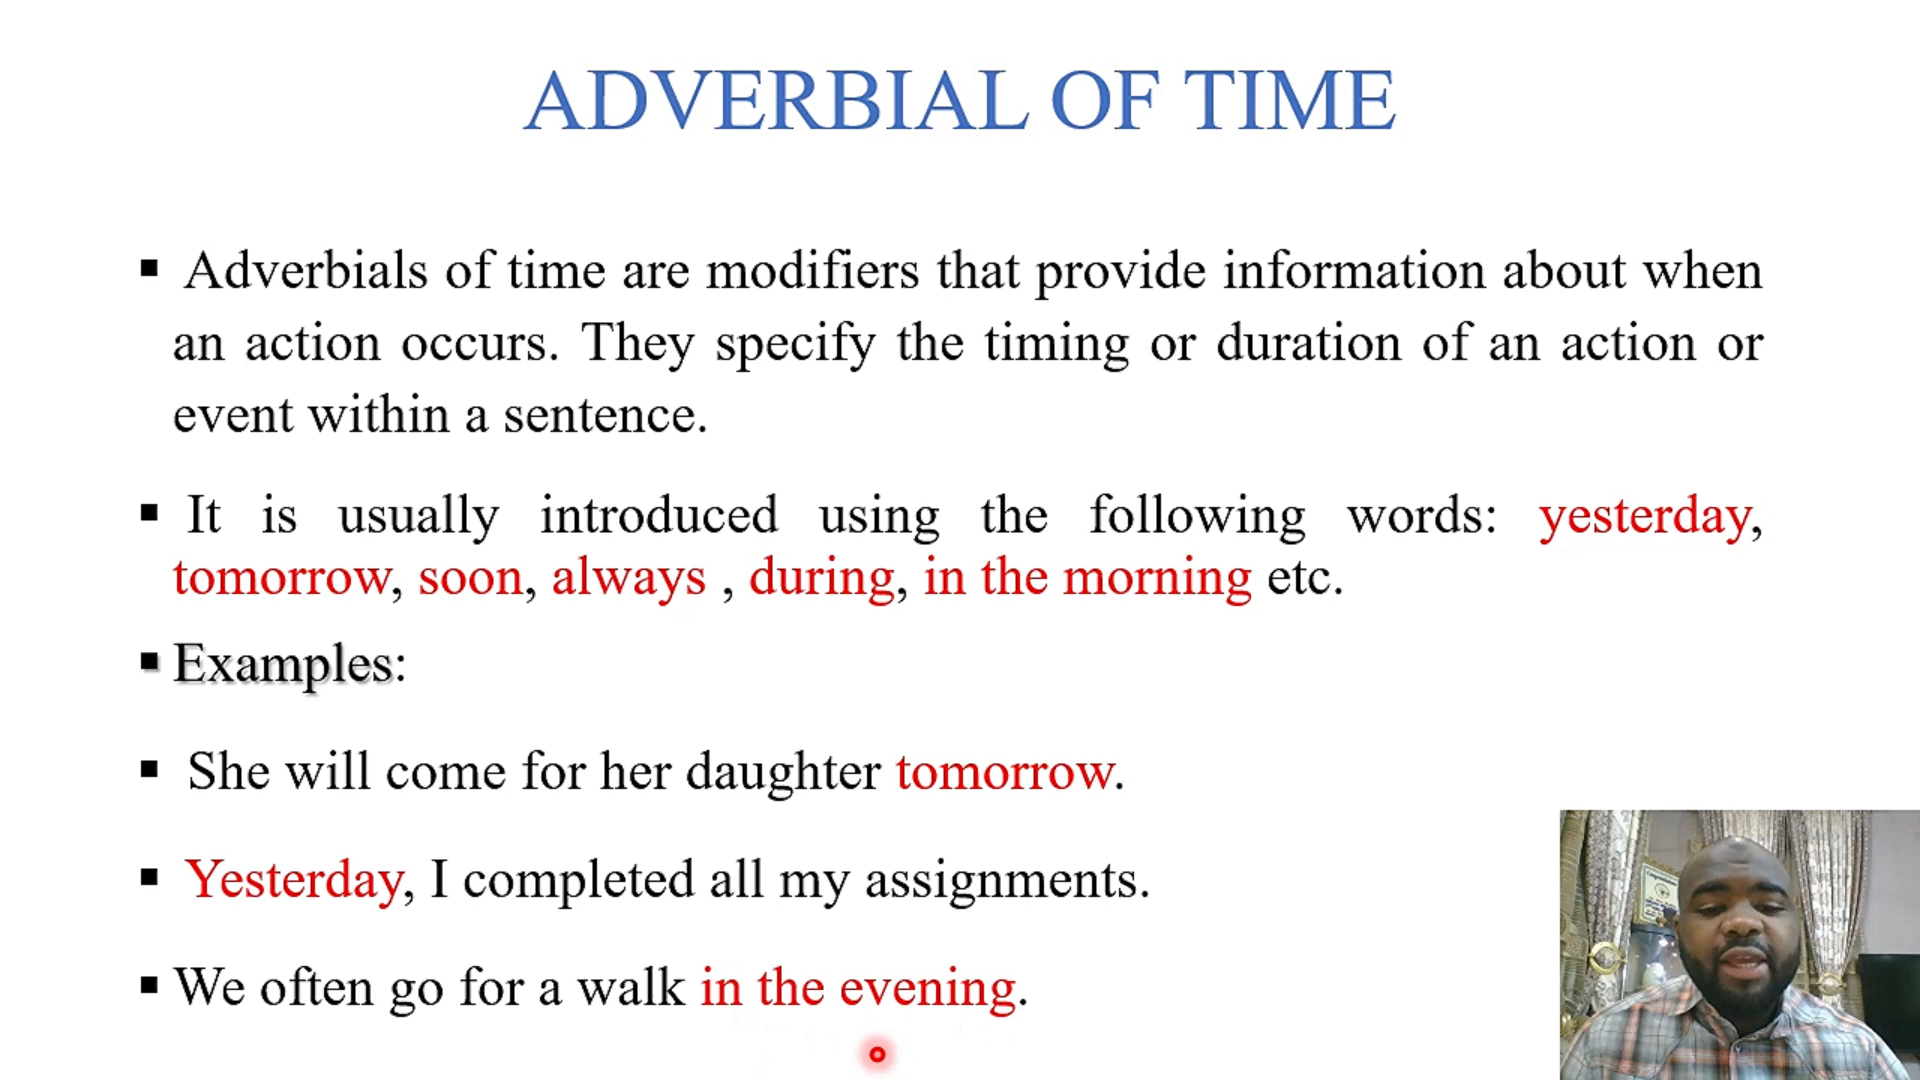 ADVERBIAL OF TIME
▪ Adverbials of time are modifiers that provide information about when
an action occurs. They specify the timing or duration of an action or
event within a sentence.
▪ It is usually introduced using the following words: yesterday,
tomorrow, soon, always , during, in the morning etc.
▪ Examples:
▪ She will come for her daughter tomorrow.
▪ Yesterday, I completed all my assignments.
▪ We often go for a walk in the evening.